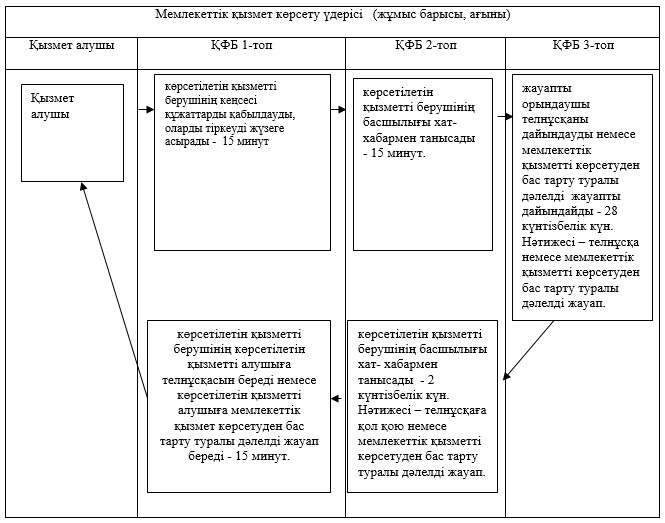 Мемлекеттік қызмет көрсету үдерісі (жұмыс барысы, ағыны)
Қызмет алушы
ҚФБ 1-топ
ҚФБ 2-топ
ҚФБ 3-топ
Қызмет
алушы
көрсетілетін қызметті
берушінің кеңсесі
құжаттарды қабылдауды,
оларды тіркеуді жүзеге
асырады - 15 минут
көрсетілетін
қызметті берушінің
басшылығы хат-
хабармен танысады
- 15 минут.
жауапты
орындаушы
телнұсқаны
дайындауды немесе
мемлекеттік
қызметті көрсетуден
бас тарту туралы
дәлелді жауапты
дайындайды - 28
күнтізбелік күн.
Нәтижесі – телнұсқа
немесе мемлекеттік
қызметті көрсетуден
бас тарту туралы
дәлелді жауап.
көрсетілетін қызметті
берушінің көрсетілетін
қызметті алушыға
телнұсқасын береді немесе
көрсетілетін қызметті
алушыға мемлекеттік
қызмет көрсетуден бас
тарту туралы дәлелді жауап
береді - 15 минут.
көрсетілетін қызметті
берушінің басшылығы
хат- хабармен
танысады - 2
күнтізбелік күн.
Нәтижесі – телнұсқаға
қол қою немесе
мемлекеттік қызметті
көрсетуден бас тарту
туралы дәлелді жауап.